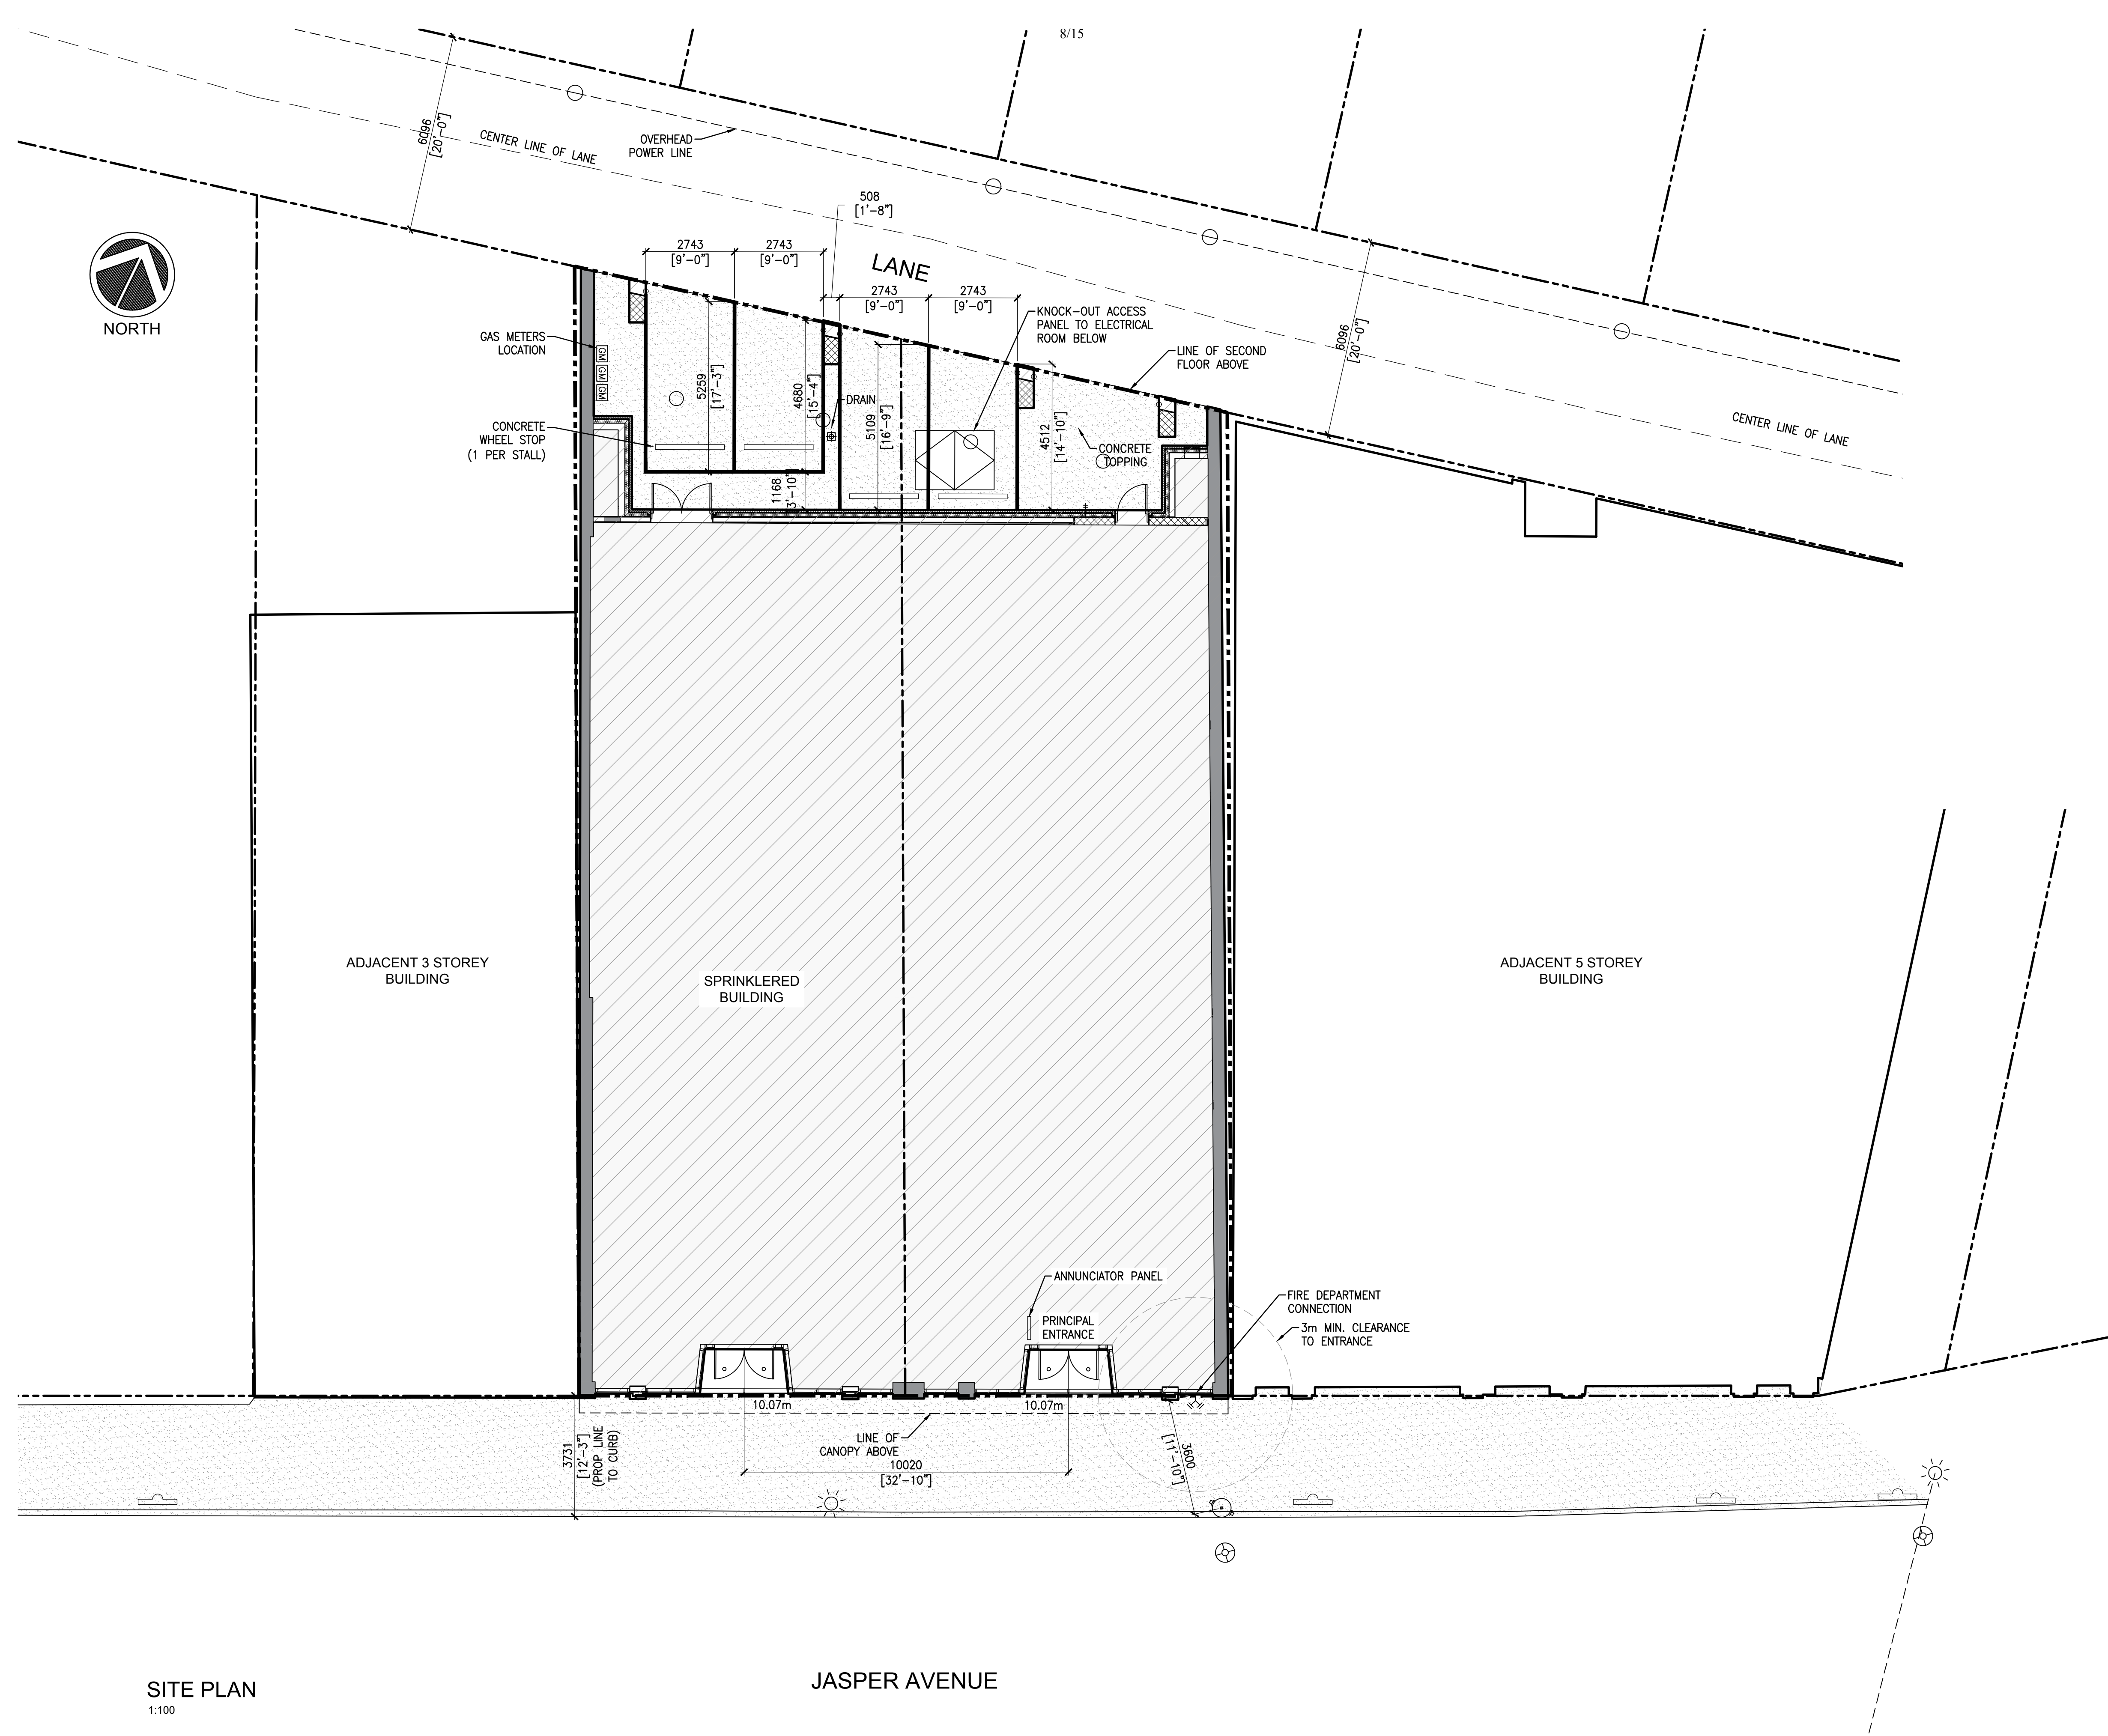 8/15
6096
[20'-0"]
CENTER LINE OF LANE
OVERHEAD
POWER LINE
508
[1'-8"]
2743
[9'-0"]
2743
[9'-0"]
LANE
2743
[9'-0"]
2743
[9'-0"]
NORTH
GAS METERS
LOCATION
GM
GM
GM
KNOCK-OUT ACCESS
PANEL TO ELECTRICAL
ROOM BELOW
LINE OF SECOND
FLOOR ABOVE
6096
[20'-0"]
CENTER LINE OF LANE
5259
[17'-3"]
4680
[15'-4"]
DRAIN
5109
[16'-9"]
4512
[14'-10"]
CONCRETE
TOPPING
CONCRETE
WHEEL STOP
(1 PER STALL)
1168
3'-10"]
ADJACENT 3 STOREY
BUILDING
SPRINKLERED
BUILDING
ADJACENT 5 STOREY
BUILDING
ANNUNCIATOR PANEL
PRINCIPAL
ENTRANCE
FIRE DEPARTMENT
CONNECTION
3m MIN. CLEARANCE
TO ENTRANCE
10.07m
10.07m
LINE OF
CANOPY ABOVE
3731
[12'-3"]
(PROP LINE
TO CURB)
10020
[32'-10"]
3600
[11'-10"]
JASPER AVENUE
SITE PLAN
1:100